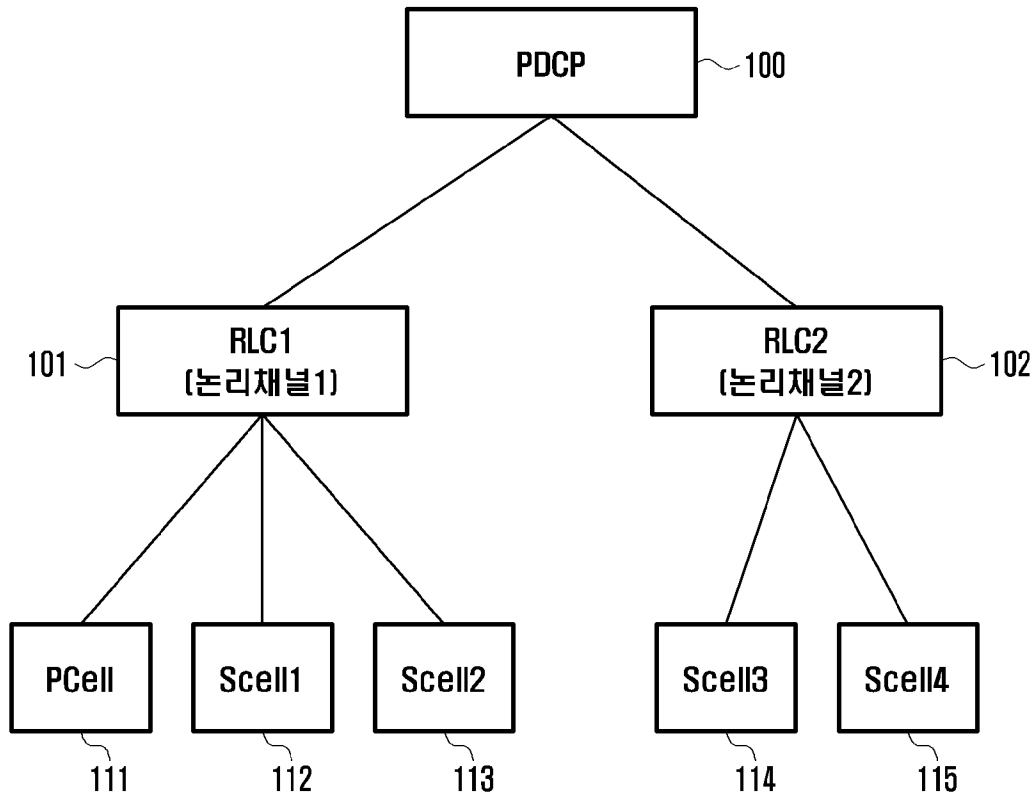 PDCP
100
RLC1
(논리채널1)
101
RLC2
(논리채널2)
102
PCell
Scell1
Scell2
Scell3
Scell4
111
112
113
114
115